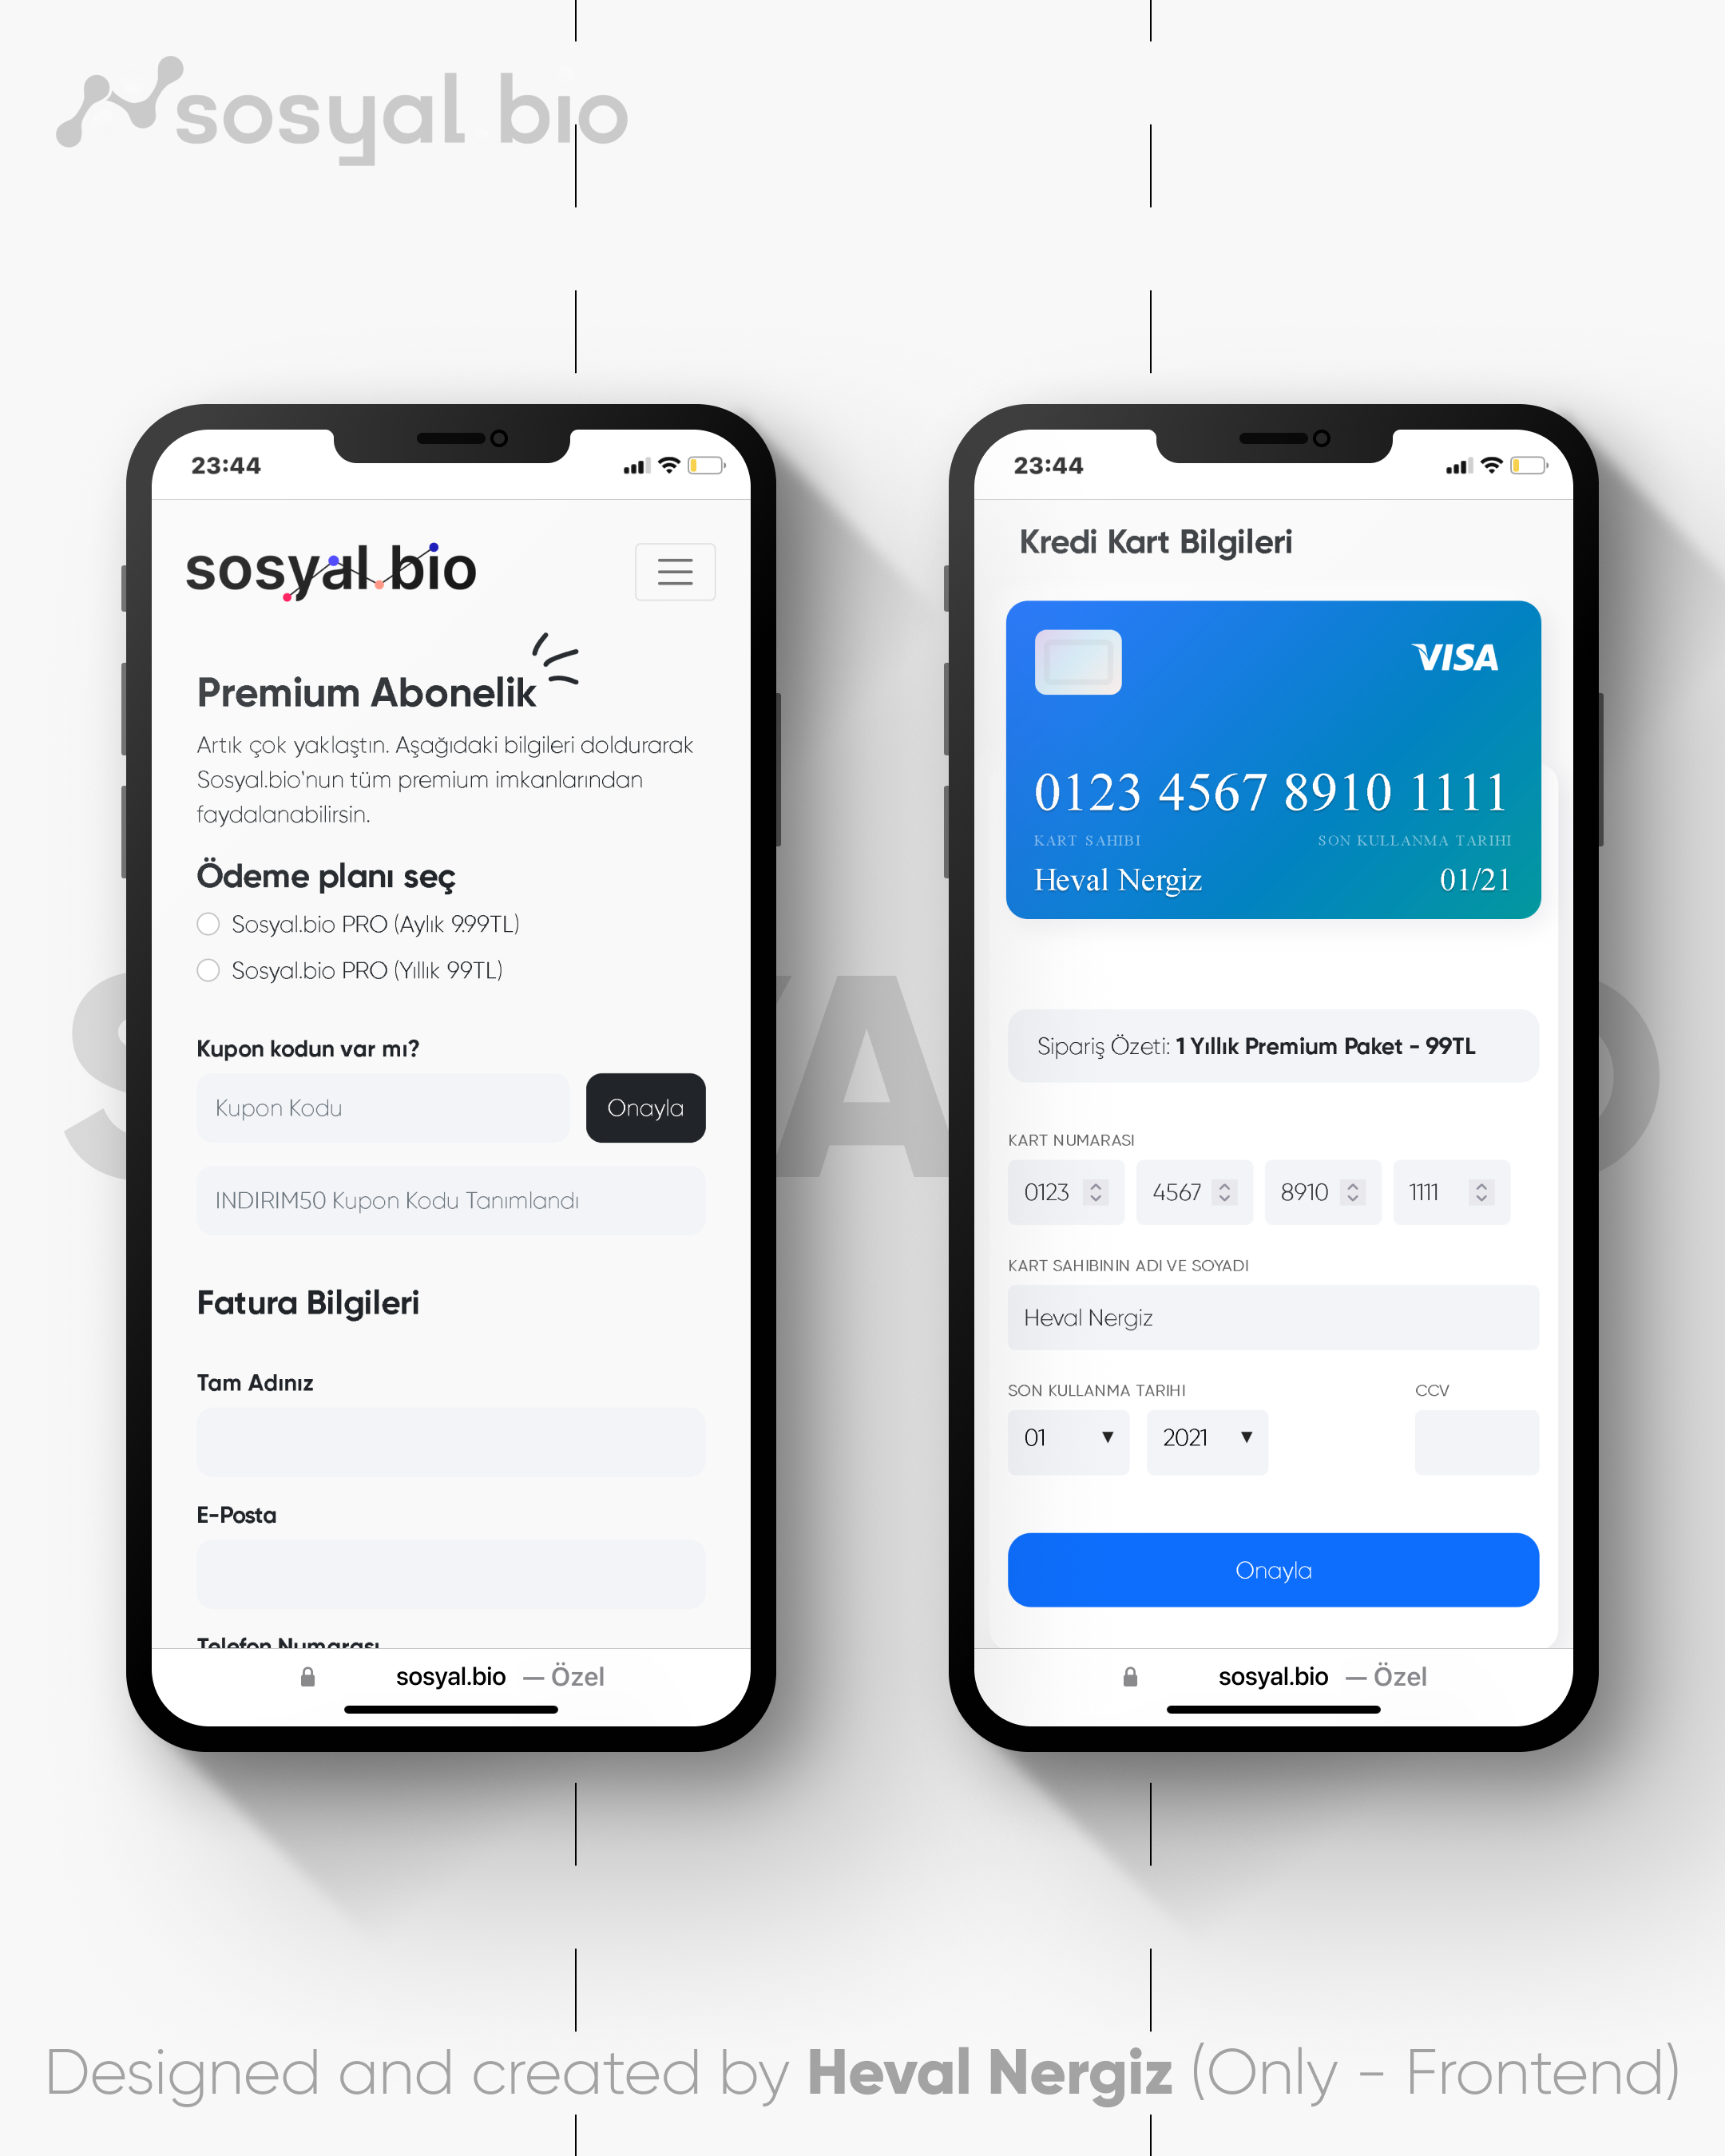 sosyal.bio
23:44
sosyal.bio
Premium Abonelik
Artık çok yaklaştın. Aşağıdaki bilgileri doldurarak
Sosyal.bio'nun tüm premium imkanlarından
faydalanabilirsin.
Ödeme planı seç
Sosyal.bio PRO (Aylık 9.99TL)
Sosyal.bio PRO (Yıllık 99TL)
Kupon kodun var mı?
Kupon Kodu
Onayla
INDIRIM50 Kupon Kodu Tanımlandı
Fatura Bilgileri
Tam Adınız
E-Posta
Telefon Numarası
sosyal.bio — Özel
23:44
Kredi Kart Bilgileri
VISA
0123 4567 8910 1111
KART SAHIBI
SON KULLANMA TARIHI
Heval Nergiz
01/21
Sipariş Özeti: 1 Yıllık Premium Paket - 99TL
KART NUMARASI
0123 4567 8910 1111
KART SAHIBININ ADI VE SOYADI
Heval Nergiz
SON KULLANMA TARIHI
CCV
01 2021
Onayla
sosyal.bio — Özel
Designed and created by Heval Nergiz (Only - Frontend)